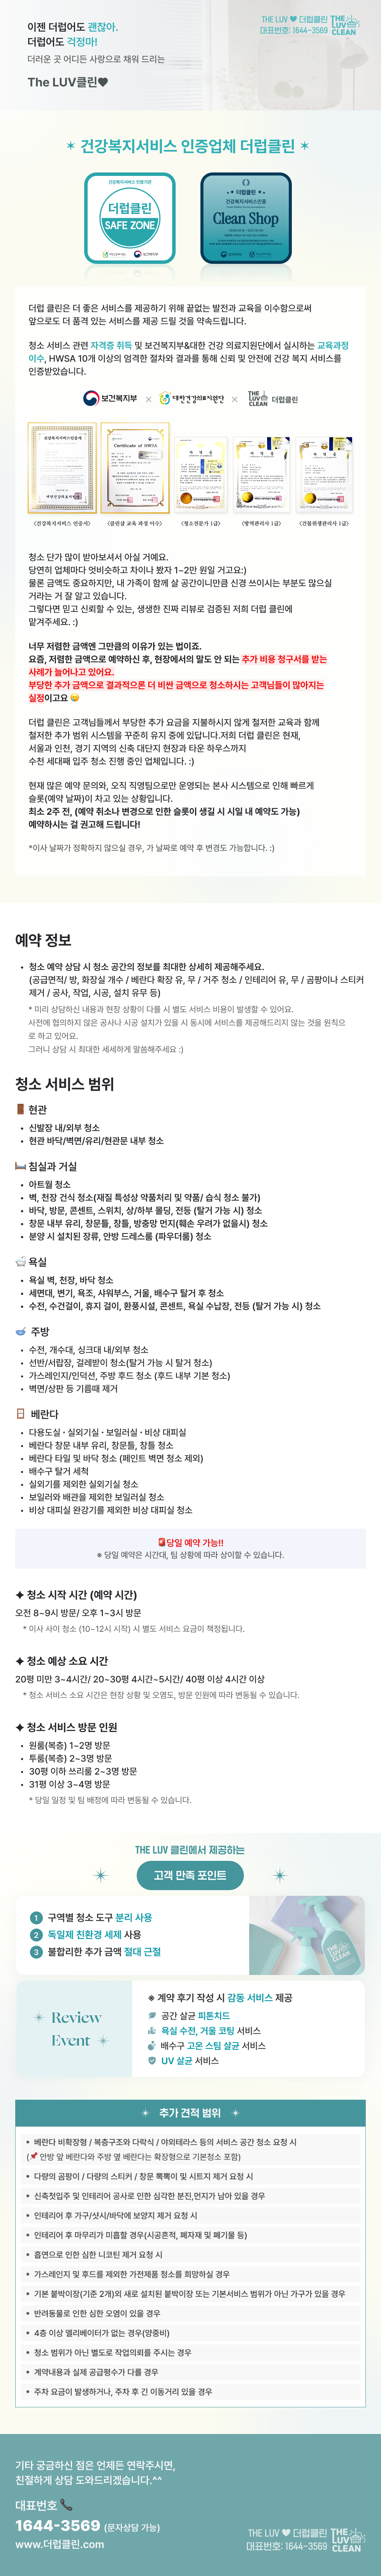 이젠 더럽어도 괜찮아.
더럽어도 걱정마!
더러운 곳 어디든 사랑으로 채워 드리는
The LUV클린🖤
THE LUV 🖤 더럽클린
대표번호: 1644-3569
THE LUV CLEAN
건강복지서비스 인증업체 더럽클린
건강복지서비스 인증기관
더럽클린
SAFE ZONE
보건복지부
더럽클린
건강복지서비스인증
Clean Shop
더럽 클린은 더 좋은 서비스를 제공하기 위해 끝없는 발전과 교육을 이수함으로써
앞으로도 더 품격 있는 서비스를 제공 드릴 것을 약속드립니다.
청소 서비스 관련 자격증 취득 및 보건복지부&대한 건강 의료지원단에서 실시하는 교육과정
이수, HWSA 10개 이상의 엄격한 절차와 결과를 통해 신뢰 및 안전에 건강 복지 서비스를
인증받았습니다.
보건복지부 × 대한건강의료지원단 × THE LUV CLEAN 더럽클린
Certificate of HWSA
<건강복지서비스 인증서>
<클린샵 교육 과정 이수>
<청소전문가 1급>
<방역관리사 1급>
<건물위생관리사 1급>
청소 단가 많이 받아보셔서 아실 거예요.
당연히 업체마다 엇비슷하고 차이나 봤자 1~2만 원일 거고요:)
물론 금액도 중요하지만, 내 가족이 함께 살 공간이니만큼 신경 쓰이시는 부분도 많으실
거라는 거 잘 알고 있습니다.
그렇다면 믿고 신뢰할 수 있는, 생생한 진짜 리뷰로 검증된 저희 더럽 클린에
맡겨주세요. :)
너무 저렴한 금액엔 그만큼의 이유가 있는 법이죠.
요즘, 저렴한 금액으로 예약하신 후, 현장에서의 말도 안 되는 추가 비용 청구서를 받는
사례가 늘어나고 있어요.
부당한 추가 금액으로 결과적으론 더 비싼 금액으로 청소하시는 고객님들이 많아지는
실정이고요
더럽 클린은 고객님들께서 부당한 추가 요금을 지불하시지 않게 철저한 교육과 함께
철저한 추가 범위 시스템을 꾸준히 유지 중에 있답니다.저희 더럽 클린은 현재,
서울과 인천, 경기 지역의 신축 대단지 현장과 타운 하우스까지
수천 세대째 입주 청소 진행 중인 업체입니다. :)
현재 많은 예약 문의와, 오직 직영팀으로만 운영되는 본사 시스템으로 인해 빠르게
슬롯(예약 날짜)이 차고 있는 상황입니다.
최소 2주 전, (예약 취소나 변경으로 인한 슬롯이 생길 시 시일 내 예약도 가능)
예약하시는 걸 권고해 드립니다!
*이사 날짜가 정확하지 않으실 경우, 가 날짜로 예약 후 변경도 가능합니다. :)
예약 정보
• 청소 예약 상담 시 청소 공간의 정보를 최대한 상세히 제공해주세요.
(공급면적/ 방, 화장실 개수 / 베란다 확장 유, 무 / 거주 청소 / 인테리어 유, 무 / 곰팡이나 스티커
제거 / 공사, 작업, 시공, 설치 유무 등)
* 미리 상담하신 내용과 현장 상황이 다를 시 별도 서비스 비용이 발생할 수 있어요.
사전에 협의하지 않은 공사나 시공 설치가 있을 시 동시에 서비스를 제공해드리지 않는 것을 원칙으
로 하고 있어요.
그러니 상담 시 최대한 세세하게 말씀해주세요 :)
청소 서비스 범위
현관
• 신발장 내/외부 청소
• 현관 바닥/벽면/유리/현관문 내부 청소
침실과 거실
• 아트월 청소
• 벽, 천장 건식 청소(재질 특성상 약품처리 및 약품/ 습식 청소 불가)
• 바닥, 방문, 콘센트, 스위치, 상/하부 몰딩, 전등 (탈거 가능 시) 청소
• 창문 내부 유리, 창문틀, 창틀, 방충망 먼지(훼손 우려가 없을시) 청소
• 분양 시 설치된 장류, 안방 드레스룸 (파우더룸) 청소
욕실
• 욕실 벽, 천장, 바닥 청소
• 세면대, 변기, 욕조, 샤워부스, 거울, 배수구 탈거 후 청소
• 수전, 수건걸이, 휴지 걸이, 환풍시설, 콘센트, 욕실 수납장, 전등 (탈거 가능 시) 청소
주방
• 수전, 개수대, 싱크대 내/외부 청소
• 선반/서랍장, 걸레받이 청소(탈거 가능 시 탈거 청소)
• 가스레인지/인덕션, 주방 후드 청소 (후드 내부 기본 청소)
• 벽면/상판 등 기름때 제거
베란다
• 다용도실・실외기실・보일러실・비상 대피실
• 베란다 창문 내부 유리, 창문틀, 창틀 청소
• 베란다 타일 및 바닥 청소 (페인트 벽면 청소 제외)
• 배수구 탈거 세척
• 실외기를 제외한 실외기실 청소
• 보일러와 배관을 제외한 보일러실 청소
• 비상 대피실 완강기를 제외한 비상 대피실 청소
🚨당일 예약 가능!!
※ 당일 예약은 시간대, 팀 상황에 따라 상이할 수 있습니다.
✦ 청소 시작 시간 (예약 시간)
오전 8~9시 방문/ 오후 1~3시 방문
* 이사 사이 청소 (10~12시 시작) 시 별도 서비스 요금이 책정됩니다.
✦ 청소 예상 소요 시간
20평 미만 3~4시간/ 20~30평 4시간~5시간/ 40평 이상 4시간 이상
* 청소 서비스 소요 시간은 현장 상황 및 오염도, 방문 인원에 따라 변동될 수 있습니다.
✦ 청소 서비스 방문 인원
• 원룸(복층) 1~2명 방문
• 투룸(복층) 2~3명 방문
• 30평 이하 쓰리룸 2~3명 방문
• 31평 이상 3~4명 방문
* 당일 일정 및 팀 배정에 따라 변동될 수 있습니다.
THE LUV 클린에서 제공하는
고객 만족 포인트
1 구역별 청소 도구 분리 사용
2 독일제 친환경 세제 사용
3 불합리한 추가 금액 절대 근절
THE LUV CLEAN
Review
Event
※ 계약 후기 작성 시 감동 서비스 제공
공간 살균 피톤치드
욕실 수전, 거울 코팅 서비스
배수구 고온 스팀 살균 서비스
UV 살균 서비스
추가 견적 범위
• 베란다 비확장형 / 복층구조와 다락식 / 야외테라스 등의 서비스 공간 청소 요청 시
(📌 안방 앞 베란다와 주방 옆 베란다는 확장형으로 기본청소 포함)
• 다량의 곰팡이 / 다량의 스티커 / 창문 뽁뽁이 및 시트지 제거 요청 시
• 신축첫입주 및 인테리어 공사로 인한 심각한 분진,먼지가 남아 있을 경우
• 인테리어 후 가구/샷시/바닥에 보양지 제거 요청 시
• 인테리어 후 마무리가 미흡할 경우(시공흔적, 폐자재 및 폐기물 등)
• 흡연으로 인한 심한 니코틴 제거 요청 시
• 가스레인지 및 후드를 제외한 가전제품 청소를 희망하실 경우
• 기본 붙박이장(기준 2개)외 새로 설치된 붙박이장 또는 기본서비스 범위가 아닌 가구가 있을 경우
• 반려동물로 인한 심한 오염이 있을 경우
• 4층 이상 엘리베이터가 없는 경우(양중비)
• 청소 범위가 아닌 별도로 작업의뢰를 주시는 경우
• 계약내용과 실제 공급평수가 다를 경우
• 주차 요금이 발생하거나, 주차 후 긴 이동거리 있을 경우
기타 궁금하신 점은 언제든 연락주시면,
친절하게 상담 도와드리겠습니다.^^
대표번호 📞
1644-3569 (문자상담 가능)
www.더럽클린.com
THE LUV 🖤 더럽클린
대표번호: 1644-3569
THE LUV CLEAN